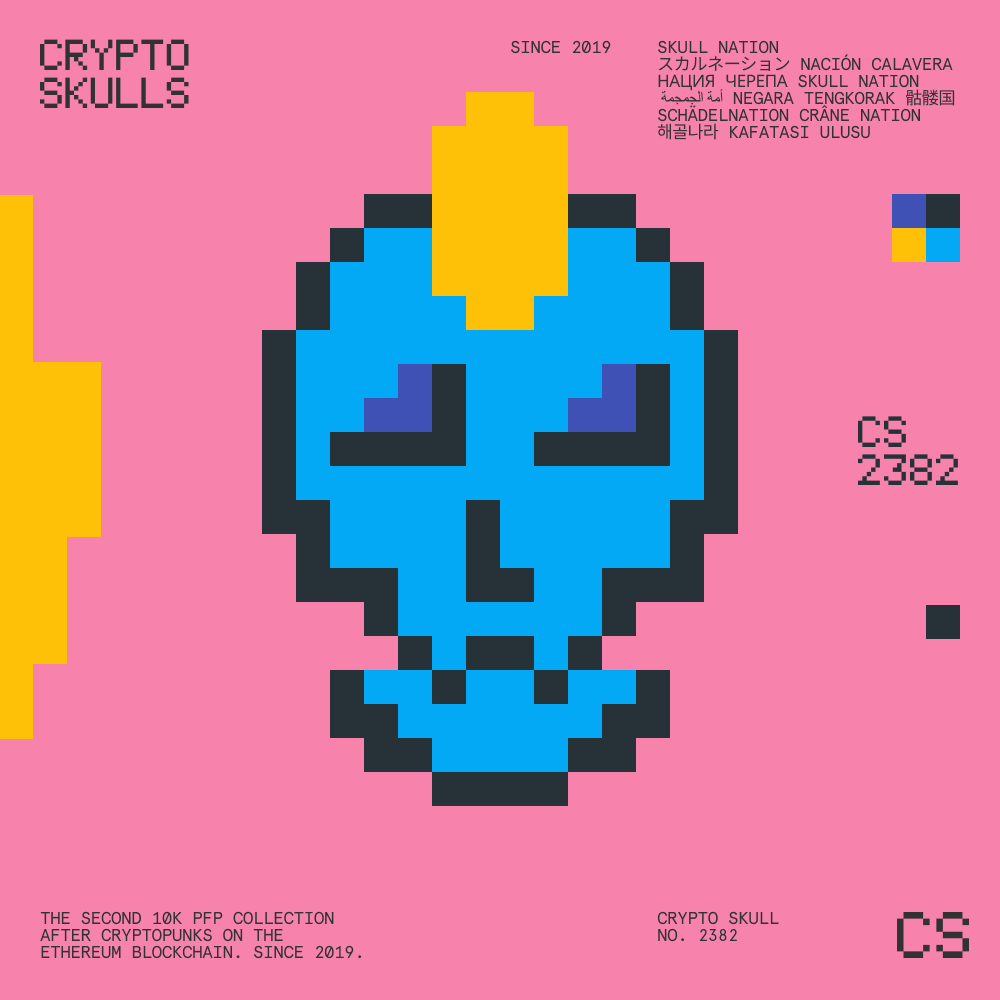 CRYPTO
SKULLS
SINCE 2019
SKULL NATION
スカルネーション NACIÓN CALAVERA
НАЦИЯ ЧЕРЕПА SKULL NATION
أمة الجمجمة NEGARA TENGKORAK 骷髅国
SCHÄDELNATION CRÂNE NATION
해골나라 KAFATASI ULUSU
CS
2382
THE SECOND 10K PFP COLLECTION
AFTER CRYPTOPUNKS ON THE
ETHEREUM BLOCKCHAIN. SINCE 2019.
CRYPTO SKULL
NO. 2382
CS